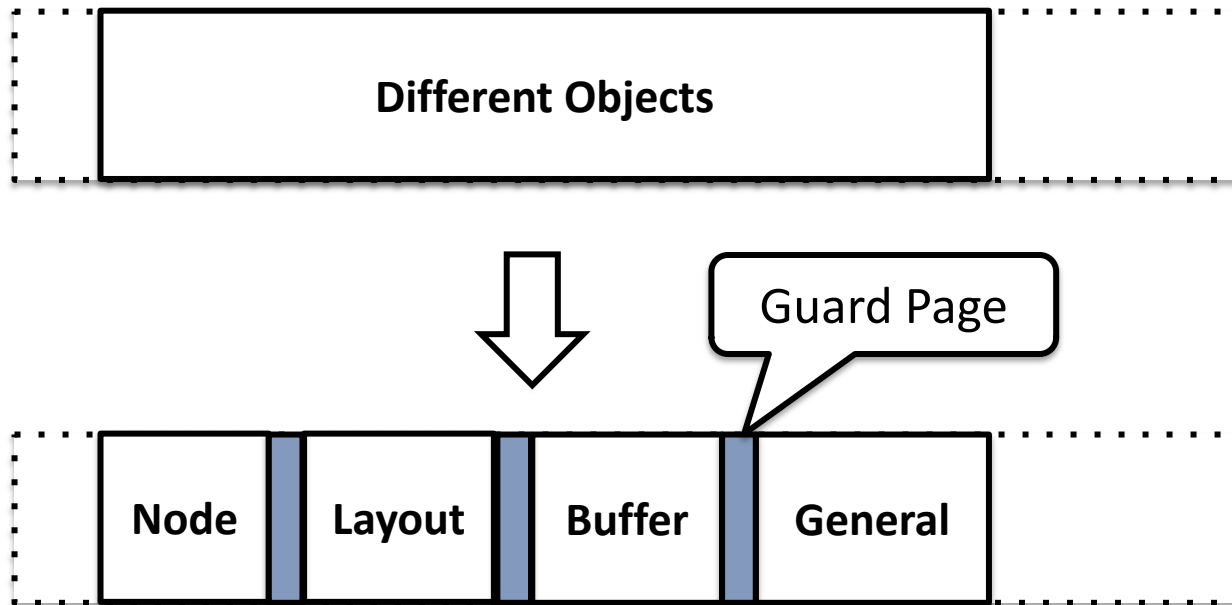 Different Objects
Guard Page
Node
Layout
Buffer
General